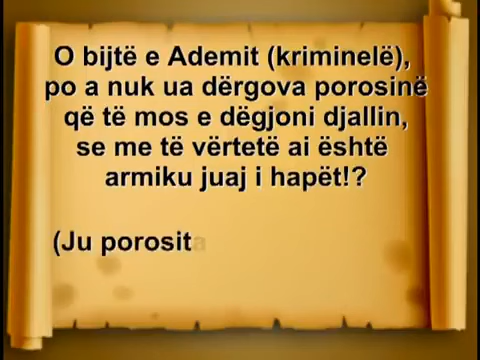 O bijtë e Ademit (kriminelë),
po a nuk ua dërgova porosinë
që të mos e dëgjoni djallin,
se me të vërtetë ai është
armiku juaj i hapët!?
(Ju porosita